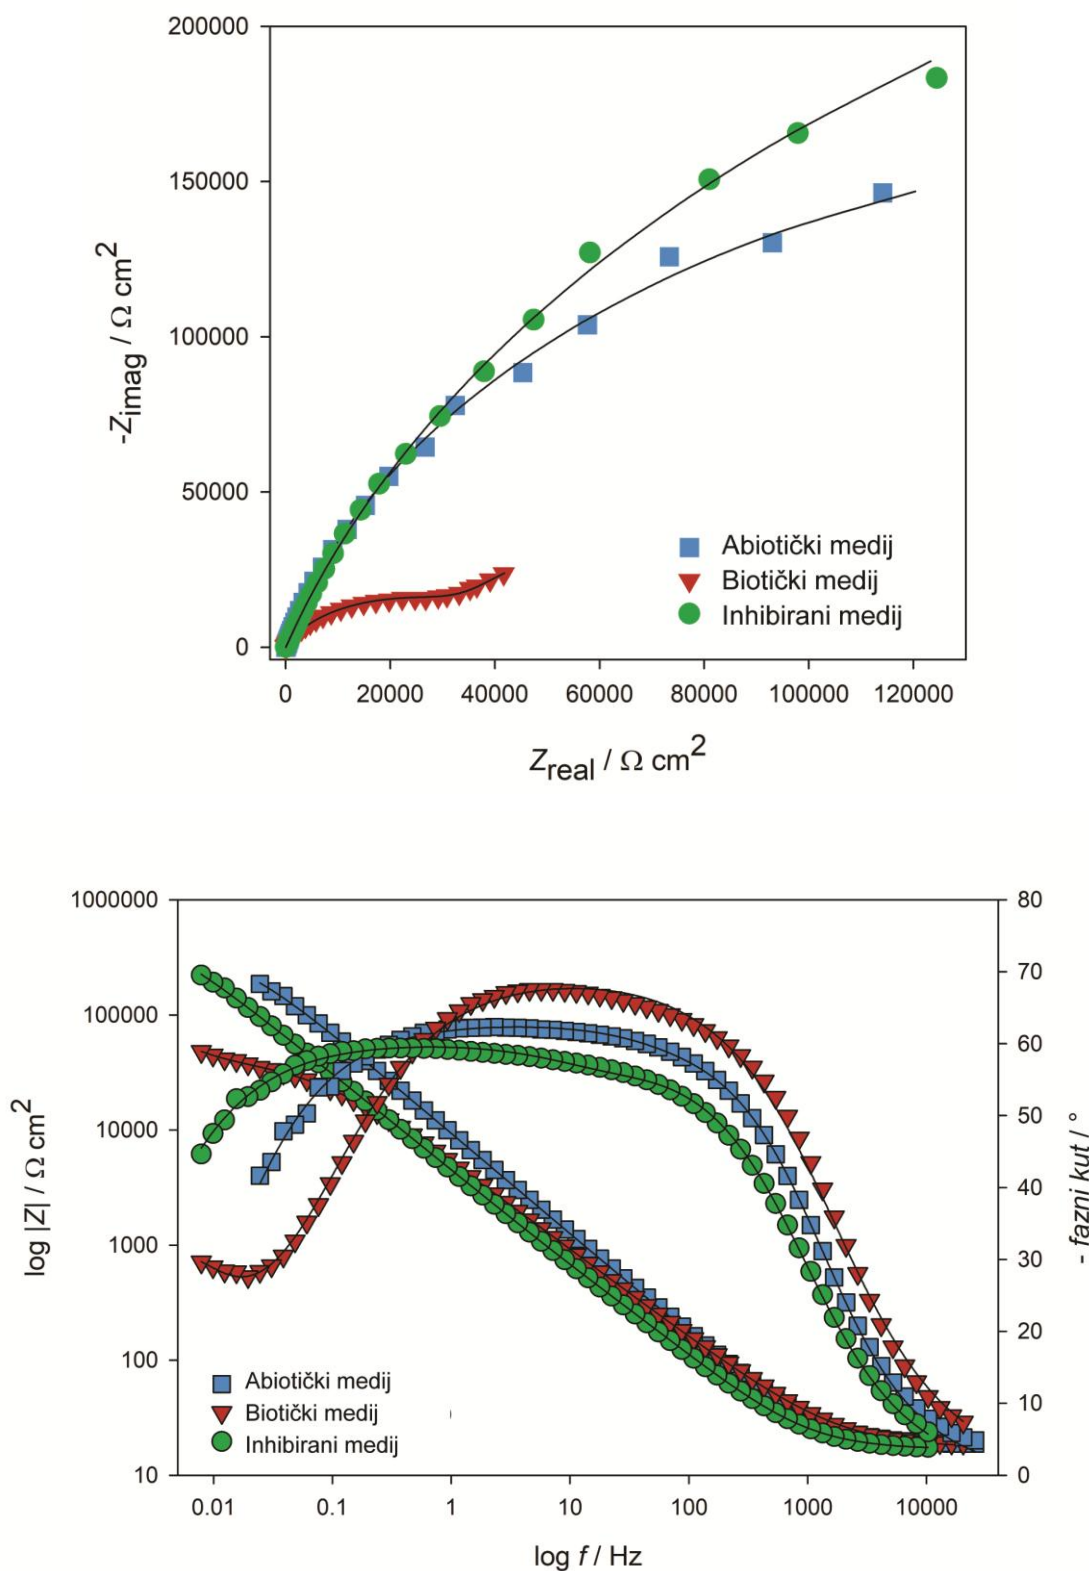 200000
150000
100000
50000
0
-Zimag / Ω cm2
Abiotički medij
Biotički medij
Inhibirani medij
0 20000 40000 60000 80000 100000 120000
Zreal / Ω cm2
1000000
100000
10000
1000
100
10
log |Z| / Ω cm2
80
70
60
50
40
30
20
10
0
- fazni kut / °
Abiotički medij
Biotički medij
Inhibirani medij
0.01 0.1 1 10 100 1000 10000
log f / Hz